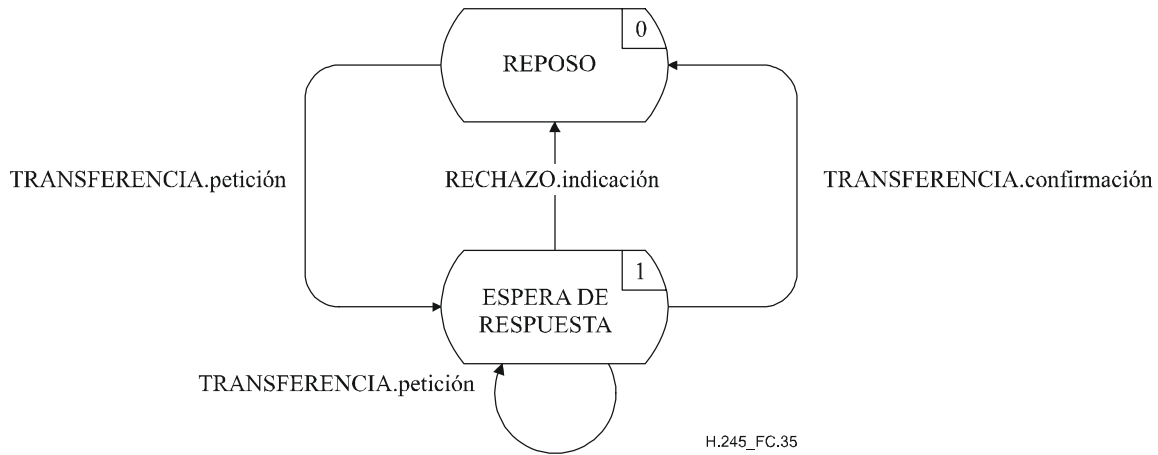 0
REPOSO
TRANSFERENCIA.petición
RECHAZO.indicación
TRANSFERENCIA.confirmación
1
ESPERA DE
RESPUESTA
TRANSFERENCIA.petición
H.245_FC.35